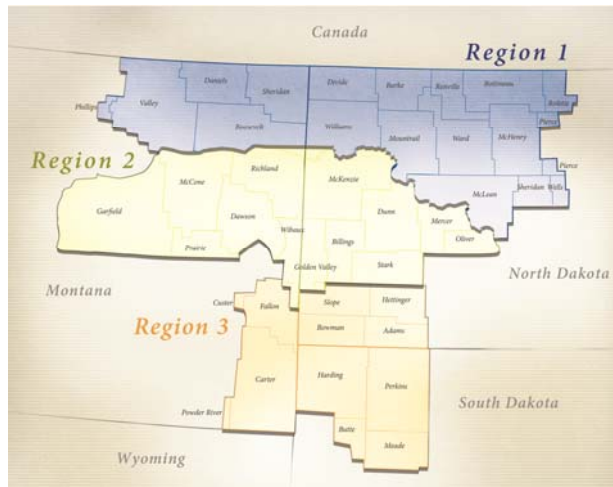 Canada
Region 1
Daniels
Sheridan
Divide
Burke
Renville
Bottineau
Rolette
Valley
Phillips
Roosevelt
Williams
Mountrail
Ward
McHenry
Pierce
Pierce
Region 2
Richland
McKenzie
McCone
McLean
Sheridan
Wells
Garfield
Dawson
Wibaux
Dunn
Mercer
Oliver
Billings
Prairie
Golden Valley
Stark
Montana
North Dakota
Custer
Fallon
Slope
Hettinger
Region 3
Bowman
Adams
Carter
Harding
Perkins
South Dakota
Powder River
Butte
Meade
Wyoming